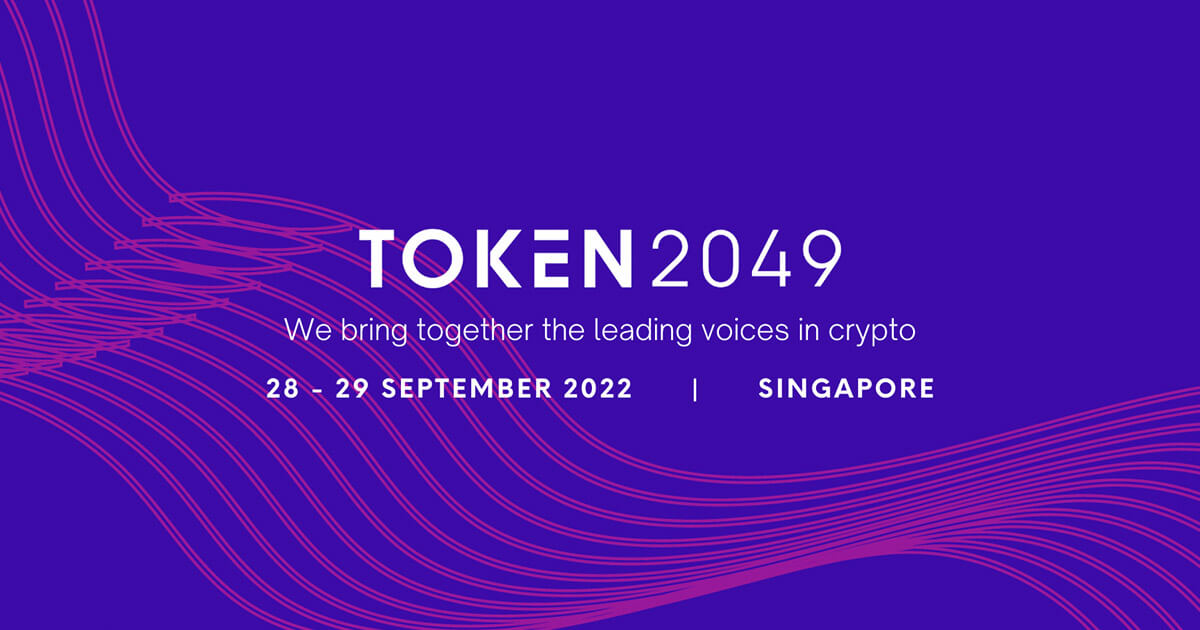 TOKEN2049
We bring together the leading voices in crypto
28 - 29 SEPTEMBER 2022 | SINGAPORE